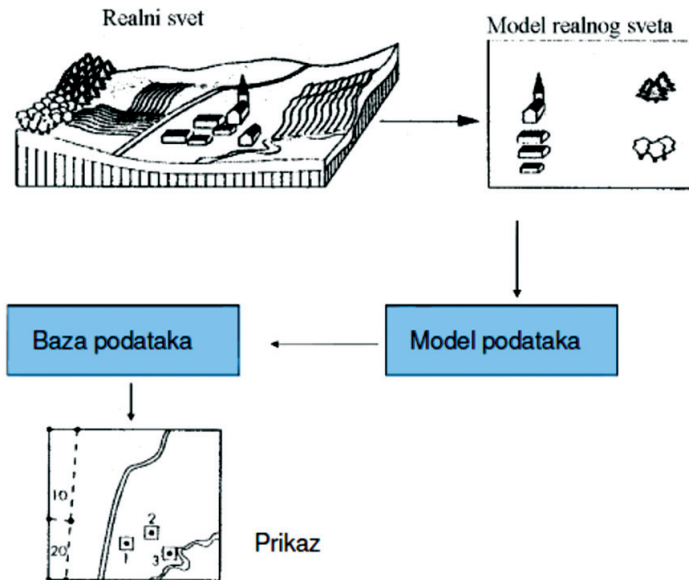 Realni svet
Model realnog sveta
Baza podataka
Model podataka
10
20
1
2
3
Prikaz